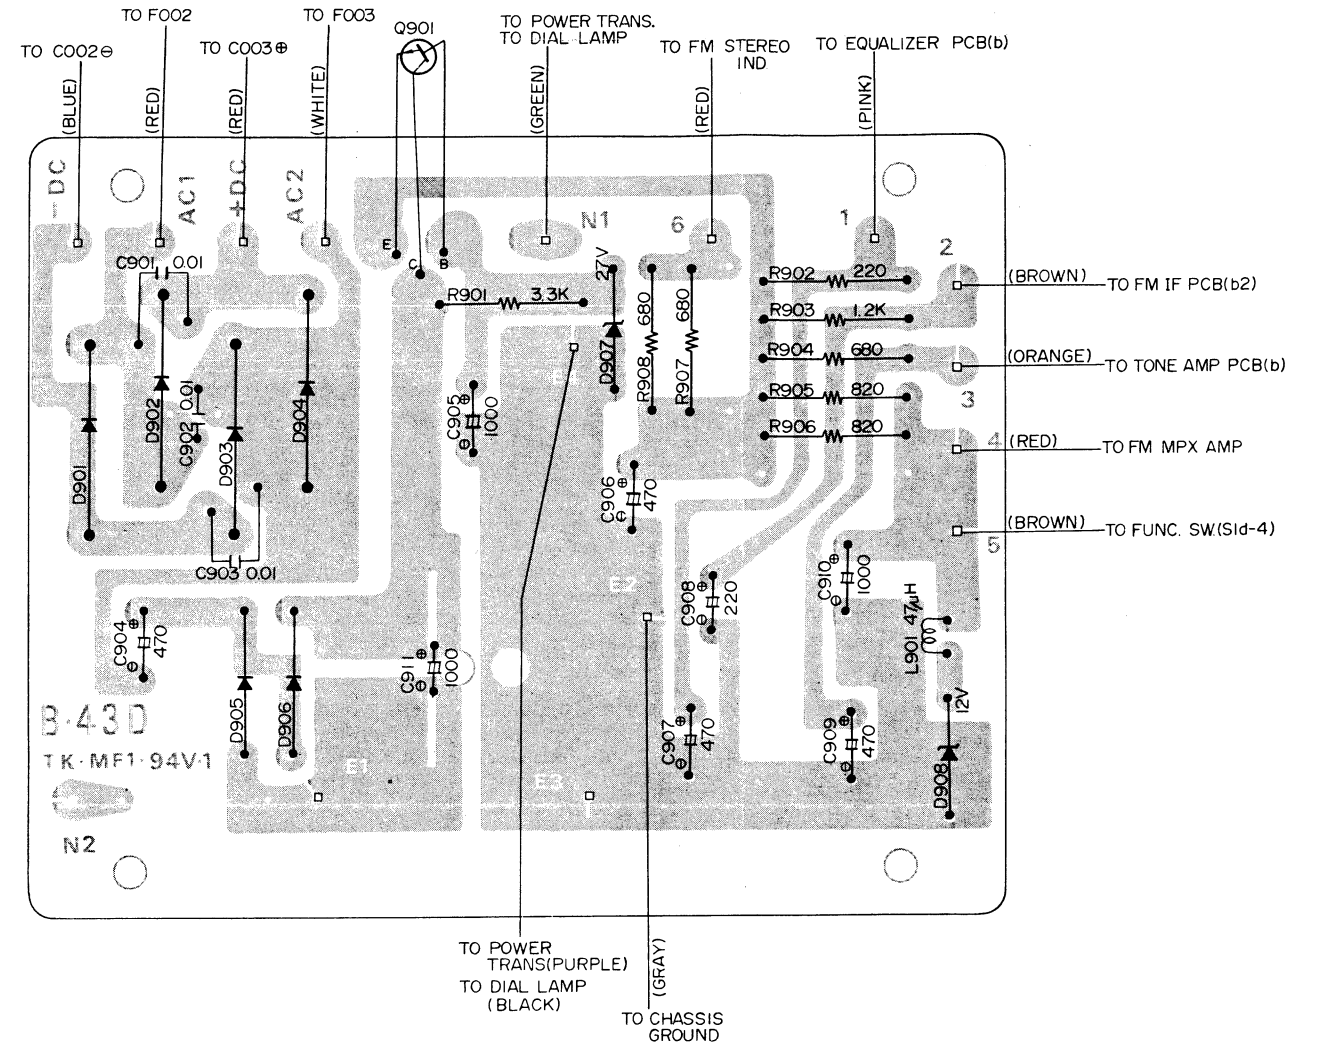 TO C002⊖
TO F002
TO C003⊕
TO F003
Q901
TO POWER TRANS.
TO DIAL LAMP
TO FM STEREO
IND
TO EQUALIZER PCB(b)
(BLUE)
(RED)
(RED)
(WHITE)
(GREEN)
(RED)
(PINK)
-DC
AC1
+DC
AC2
E
C
B
N1
6
1
2
C901 0.01
R901 3.3K
27V
D907
680
R908
680
R907
R902 220
R903 1.2K
R904 680
R905 820
R906 820
(BROWN)
TO FM IF PCB(b2)
(ORANGE)
TO TONE AMP PCB(b)
3
4
(RED)
TO FM MPX AMP
(BROWN)
TO FUNC. SW.(S1d-4)
5
D901
D902
C902 0.01
D903
D904
C905 ⊕ ⊖
1000
C906 ⊕ ⊖
470
C903 0.01
E2
C908 ⊕ ⊖
220
C910 ⊕ ⊖
1000
L901 47μH
C904 ⊕ ⊖
470
D905
D906
C911 ⊕ ⊖
1000
C907 ⊕ ⊖
470
C909 ⊕ ⊖
470
12V
D908
B-43D
TK·MF1·94V·1
E1
E3
N2
TO POWER
TRANS(PURPLE)
TO DIAL LAMP
(BLACK)
(GRAY)
TO CHASSIS
GROUND